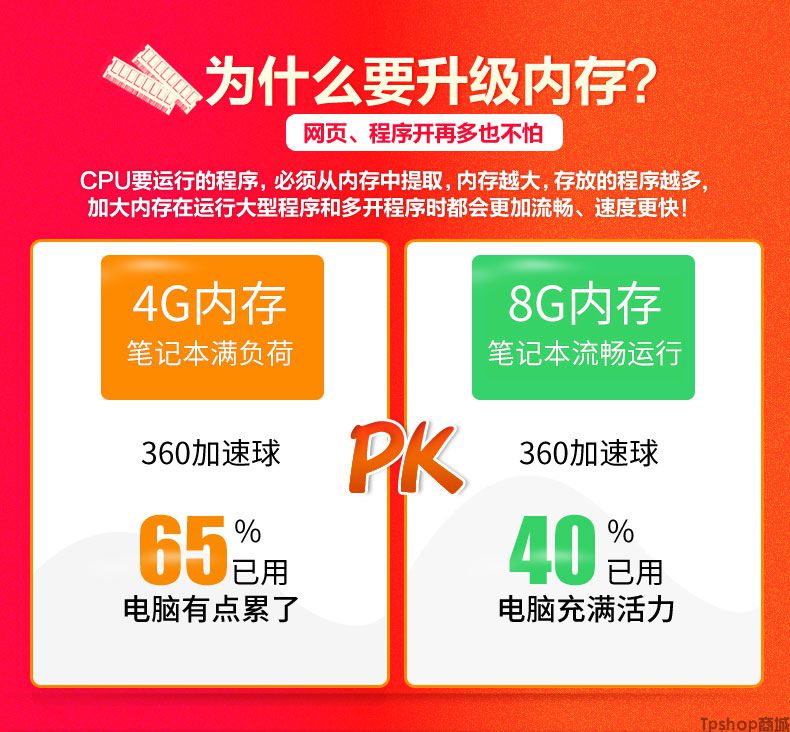 为什么要升级内存?
网页、程序开再多也不怕
CPU要运行的程序,必须从内存中提取,内存越大,存放的程序越多,
加大内存在运行大型程序和多开程序时都会更加流畅、速度更快!
4G内存
笔记本满负荷
360加速球
65%
已用
电脑有点累了
PK
8G内存
笔记本流畅运行
360加速球
40%
已用
电脑充满活力
Tpshop商城